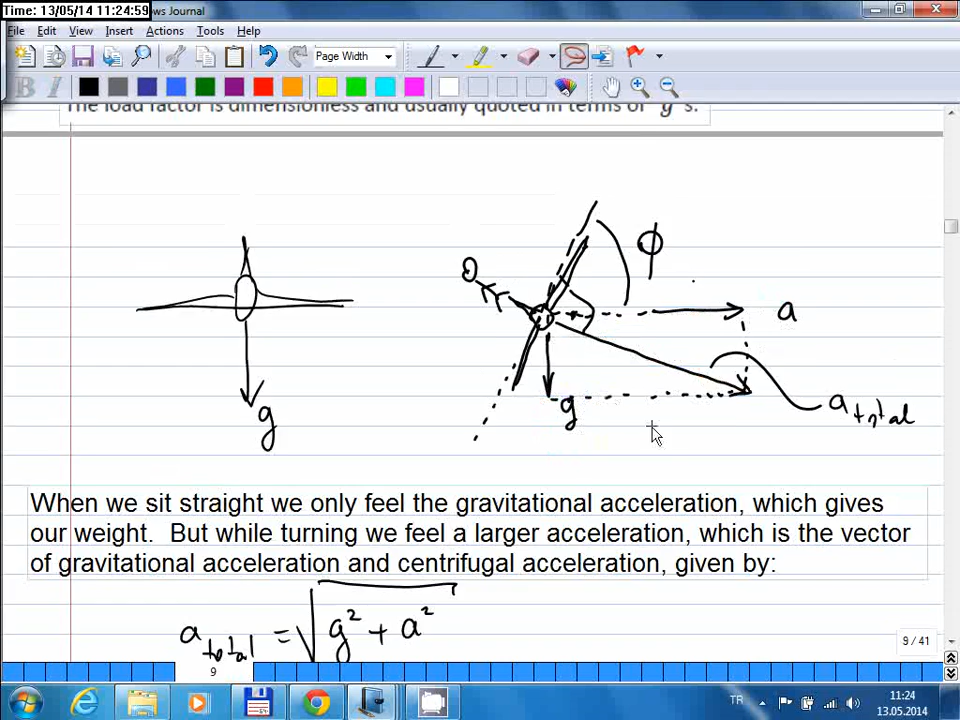 Time: 13/05/14 11:24:59
ows Journal
File Edit View Insert Actions Tools Help
Page Width
B I
The load factor is dimensionless and usually quoted in terms of "g"s.
ϕ
a
g
g
a total
When we sit straight we only feel the gravitational acceleration, which gives
our weight. But while turning we feel a larger acceleration, which is the vector
of gravitational acceleration and centrifugal acceleration, given by:
a total = √g² + a²
9 / 41
9
TR
11:24
13.05.2014